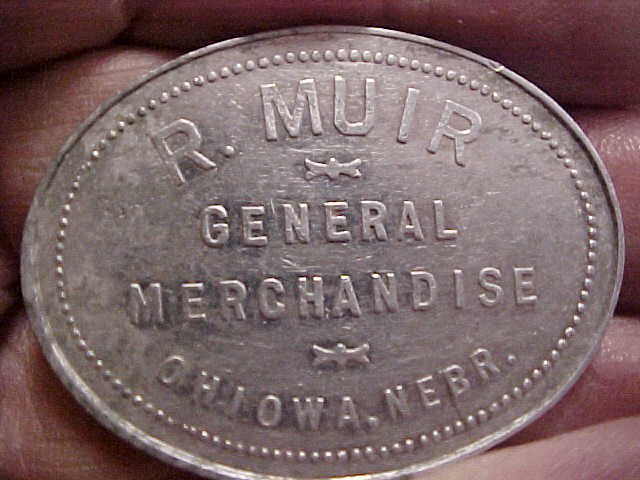 R. MUIR
GENERAL
MERCHANDISE
OHIOWA, NEBR.